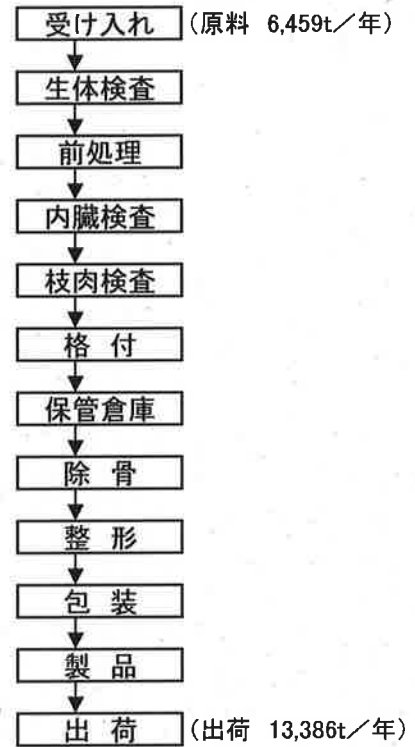 受け入れ (原料 6,459t／年)
生体検査
前処理
内臓検査
枝肉検査
格 付
保管倉庫
除 骨
整 形
包 装
製 品
出 荷 (出荷 13,386t／年)